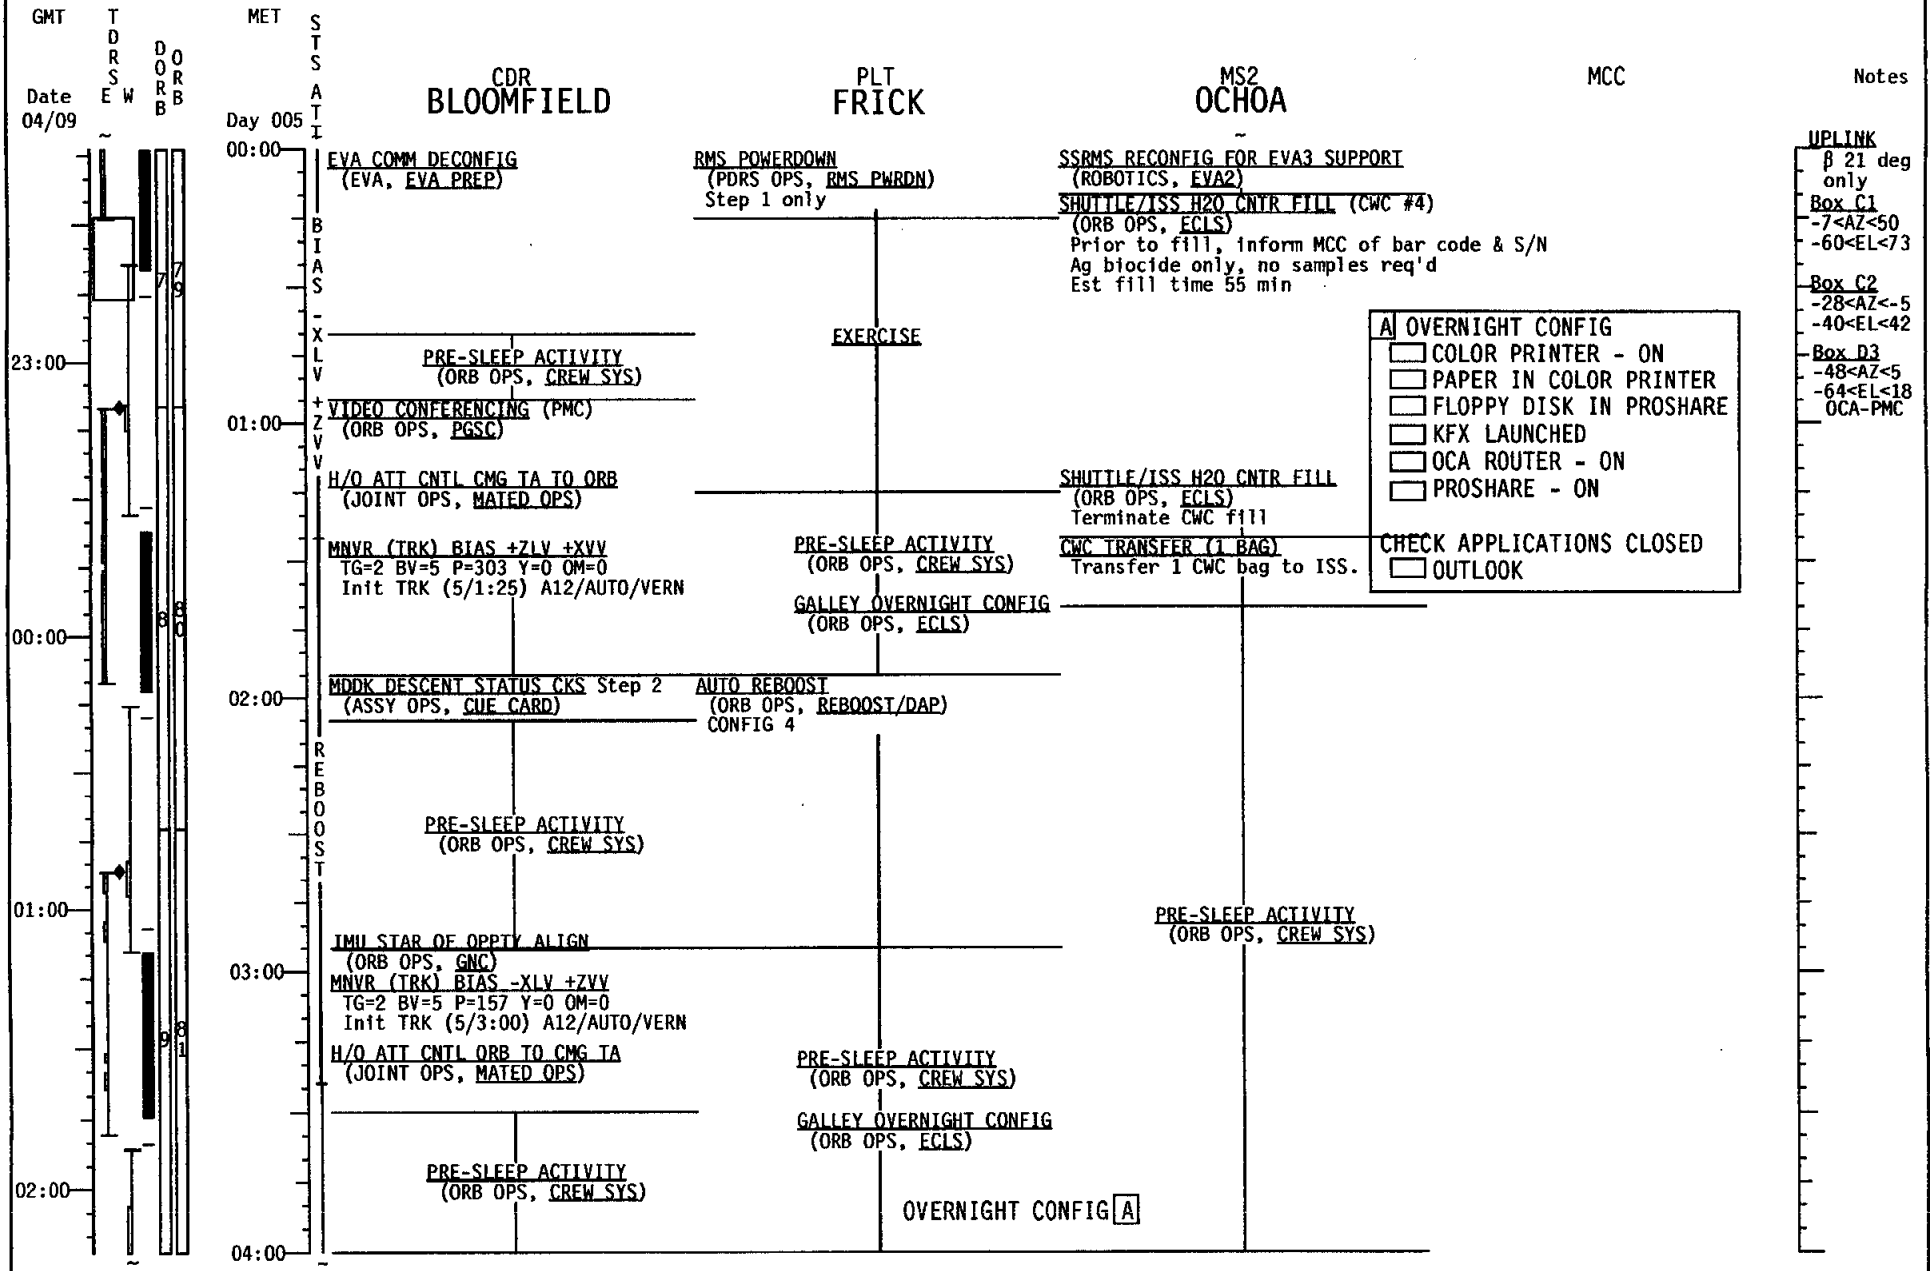 GMT
TDRS
E W
DORB
ORB
MET
STS ATT
Date
04/09
Day 005
CDR
BLOOMFIELD
PLT
FRICK
MS2
OCHOA
MCC
Notes
~
~
00:00
01:00
02:00
03:00
04:00
23:00
00:00
01:00
02:00
7
79
8
80
9
81
BIAS -XLV +ZVV
REBOOST
EVA COMM DECONFIG
(EVA, EVA PREP)
PRE-SLEEP ACTIVITY
(ORB OPS, CREW SYS)
VIDEO CONFERENCING (PMC)
(ORB OPS, PGSC)
H/O ATT CNTL CMG TA TO ORB
(JOINT OPS, MATED OPS)
MNVR (TRK) BIAS +ZLV +XVV
TG=2 BV=5 P=303 Y=0 OM=0
Init TRK (5/1:25) A12/AUTO/VERN
MDDK DESCENT STATUS CKS Step 2
(ASSY OPS, CUE CARD)
PRE-SLEEP ACTIVITY
(ORB OPS, CREW SYS)
IMU STAR OF OPPTY ALIGN
(ORB OPS, GNC)
MNVR (TRK) BIAS -XLV +ZVV
TG=2 BV=5 P=157 Y=0 OM=0
Init TRK (5/3:00) A12/AUTO/VERN
H/O ATT CNTL ORB TO CMG TA
(JOINT OPS, MATED OPS)
PRE-SLEEP ACTIVITY
(ORB OPS, CREW SYS)
RMS POWERDOWN
(PDRS OPS, RMS PWRDN)
Step 1 only
EXERCISE
PRE-SLEEP ACTIVITY
(ORB OPS, CREW SYS)
GALLEY OVERNIGHT CONFIG
(ORB OPS, ECLS)
AUTO REBOOST
(ORB OPS, REBOOST/DAP)
CONFIG 4
PRE-SLEEP ACTIVITY
(ORB OPS, CREW SYS)
GALLEY OVERNIGHT CONFIG
(ORB OPS, ECLS)
OVERNIGHT CONFIG A
SSRMS RECONFIG FOR EVA3 SUPPORT
(ROBOTICS, EVA2)
SHUTTLE/ISS H2O CNTR FILL (CWC #4)
(ORB OPS, ECLS)
Prior to fill, inform MCC of bar code & S/N
Ag biocide only, no samples req'd
Est fill time 55 min
SHUTTLE/ISS H2O CNTR FILL
(ORB OPS, ECLS)
Terminate CWC fill
CWC TRANSFER (1 BAG)
Transfer 1 CWC bag to ISS.
PRE-SLEEP ACTIVITY
(ORB OPS, CREW SYS)
A OVERNIGHT CONFIG
COLOR PRINTER - ON
PAPER IN COLOR PRINTER
FLOPPY DISK IN PROSHARE
KFX LAUNCHED
OCA ROUTER - ON
PROSHARE - ON
CHECK APPLICATIONS CLOSED
OUTLOOK
UPLINK
β 21 deg
only
Box C1
-7<AZ<50
-60<EL<73
Box C2
-28<AZ<-5
-40<EL<42
Box D3
-48<AZ<5
-64<EL<18
OCA-PMC
~
~